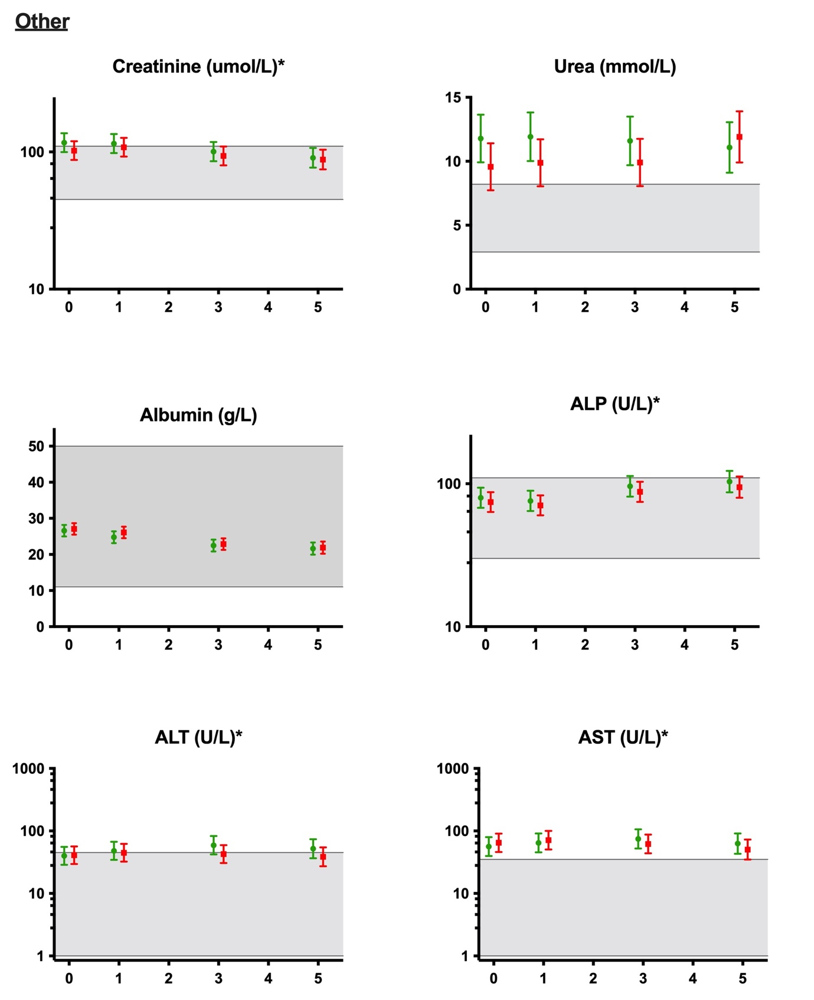 Other
Creatinine (umol/L)*
100
10
0 1 2 3 4 5
Urea (mmol/L)
15
10
5
0
0 1 2 3 4 5
Albumin (g/L)
50
40
30
20
10
0
0 1 2 3 4 5
ALP (U/L)*
100
10
0 1 2 3 4 5
ALT (U/L)*
1000
100
10
1
0 1 2 3 4 5
AST (U/L)*
1000
100
10
1
0 1 2 3 4 5